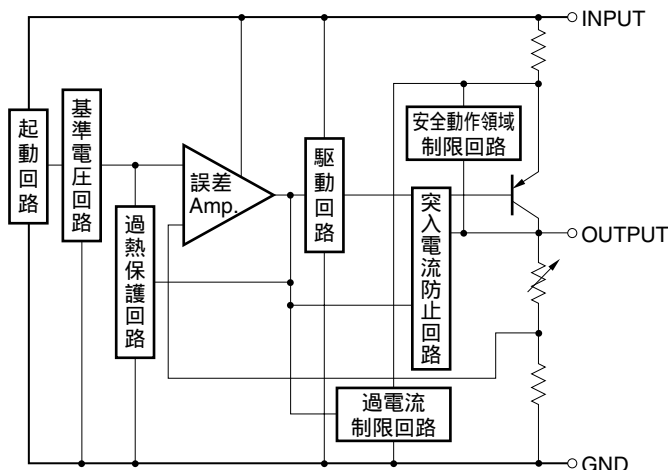 INPUT
起動回路
基準電圧回路
安全動作領域
制限回路
誤差
Amp.
駆動回路
過熱保護回路
突入電流防止回路
OUTPUT
過電流
制限回路
GND